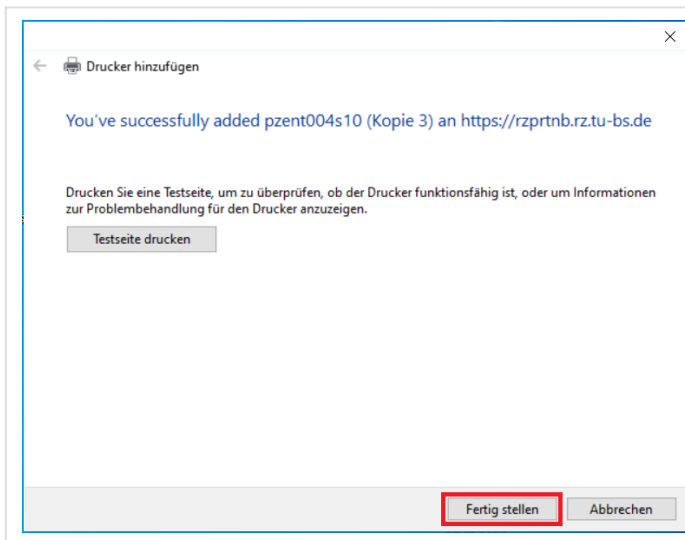 Drucker hinzufügen
You've successfully added pzent004s10 (Kopie 3) an https://rzprtnb.rz.tu-bs.de
Drucken Sie eine Testseite, um zu überprüfen, ob der Drucker funktionsfähig ist, oder um Informationen
zur Problembehandlung für den Drucker anzuzeigen.
Testseite drucken
Fertig stellen
Abbrechen